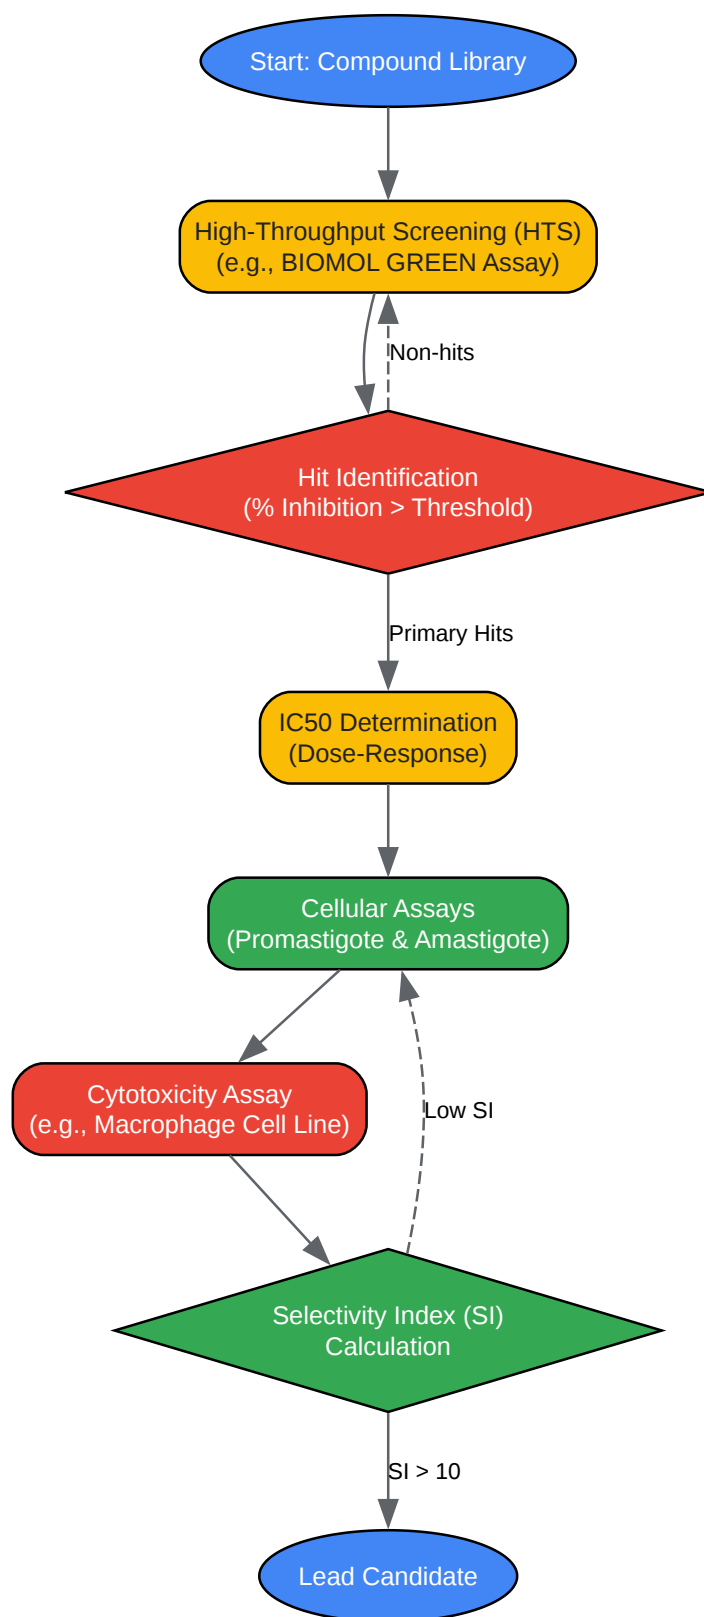 Start: Compound Library
High-Throughput Screening (HTS)
(e.g., BIOMOL GREEN Assay)
Non-hits
Hit Identification
(% Inhibition > Threshold)
Primary Hits
IC50 Determination
(Dose-Response)
Cellular Assays
(Promastigote & Amastigote)
Cytotoxicity Assay
(e.g., Macrophage Cell Line)
Low SI
Selectivity Index (SI)
Calculation
SI > 10
Lead Candidate